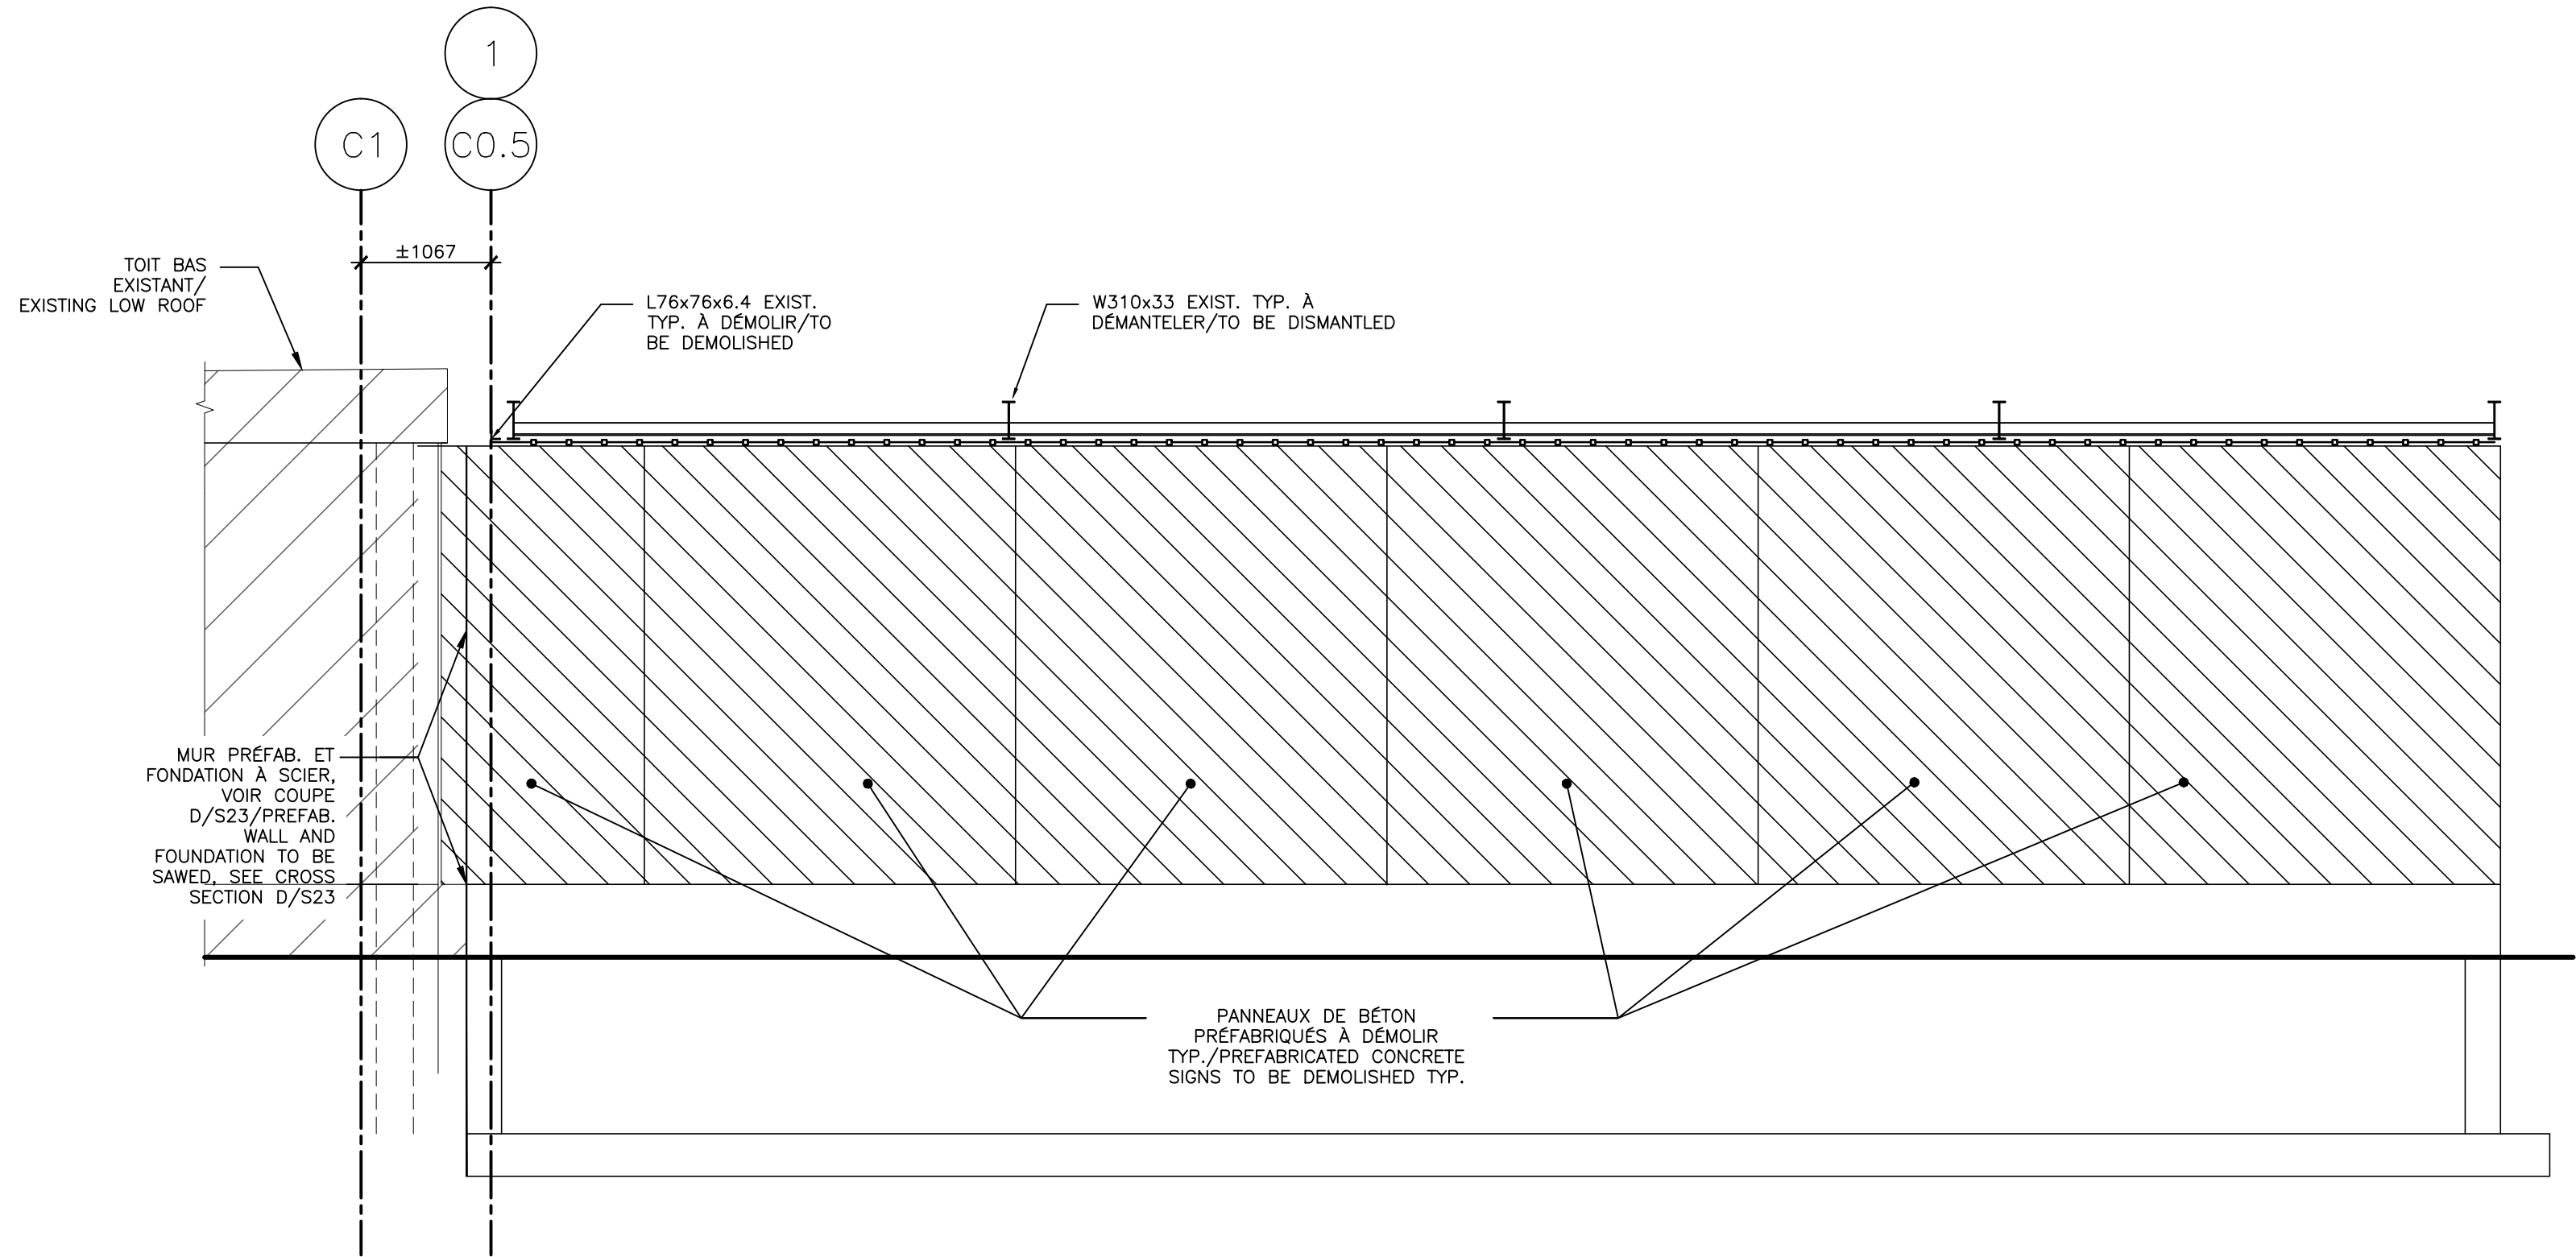 1
C1
C0.5
±1067
TOIT BAS
EXISTANT/
EXISTING LOW ROOF
L76x76x6.4 EXIST.
TYP. À DÉMOLIR/TO
BE DEMOLISHED
W310x33 EXIST. TYP. À
DÉMANTELER/TO BE DISMANTLED
MUR PRÉFAB. ET
FONDATION À SCIER,
VOIR COUPE
D/S23/PREFAB.
WALL AND
FOUNDATION TO BE
SAWED, SEE CROSS
SECTION D/S23
PANNEAUX DE BÉTON
PRÉFABRIQUÉS À DÉMOLIR
TYP./PREFABRICATED CONCRETE
SIGNS TO BE DEMOLISHED TYP.